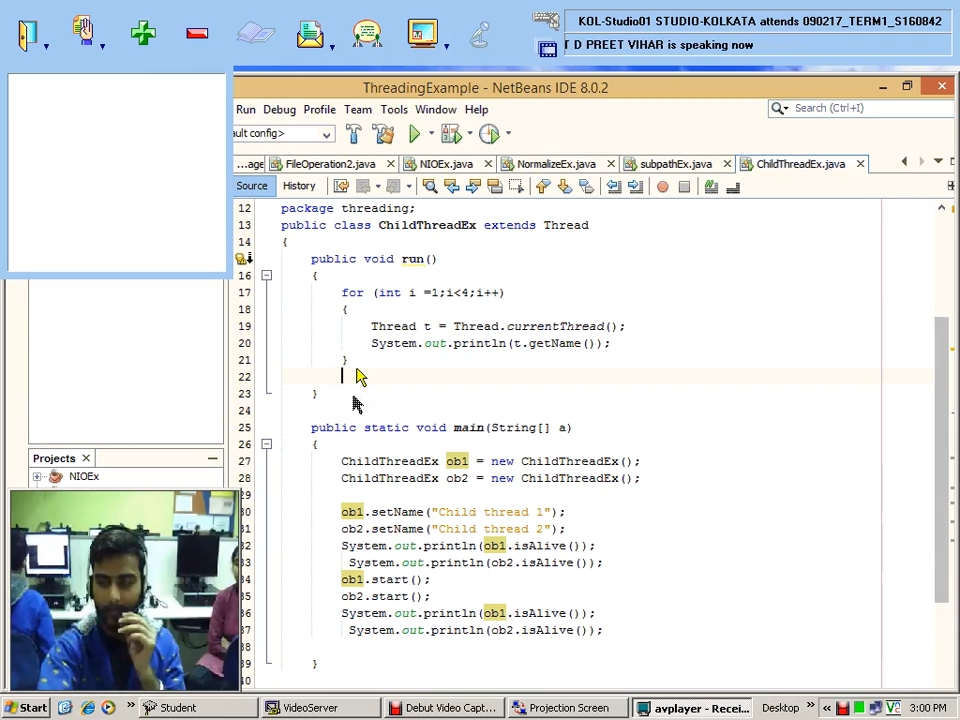 KOL-Studio01 STUDIO-KOLKATA attends 090217_TERM1_S160842
T D PREET VIHAR is speaking now
ThreadingExample - NetBeans IDE 8.0.2
Run Debug Profile Team Tools Window Help
Search (Ctrl+I)
ault config>
...age FileOperation2.java NIOEx.java NormalizeEx.java subpathEx.java ChildThreadEx.java
Source History
12 package threading;
13 public class ChildThreadEx extends Thread
14 {
public void run()
16 {
17 for (int i =1;i<4;i++)
18 {
19 Thread t = Thread.currentThread();
20 System.out.println(t.getName());
21 }
22
23 }
24
25 public static void main(String[] a)
26 {
27 ChildThreadEx ob1 = new ChildThreadEx();
28 ChildThreadEx ob2 = new ChildThreadEx();
29
30 ob1.setName("Child thread 1");
31 ob2.setName("Child thread 2");
32 System.out.println(ob1.isAlive());
33 System.out.println(ob2.isAlive());
34 ob1.start();
35 ob2.start();
36 System.out.println(ob1.isAlive());
37 System.out.println(ob2.isAlive());
38
39 }
40
Projects
NIOEx
Start Student VideoServer Debut Video Capt... Projection Screen avplayer - Recei... Desktop 3:00 PM